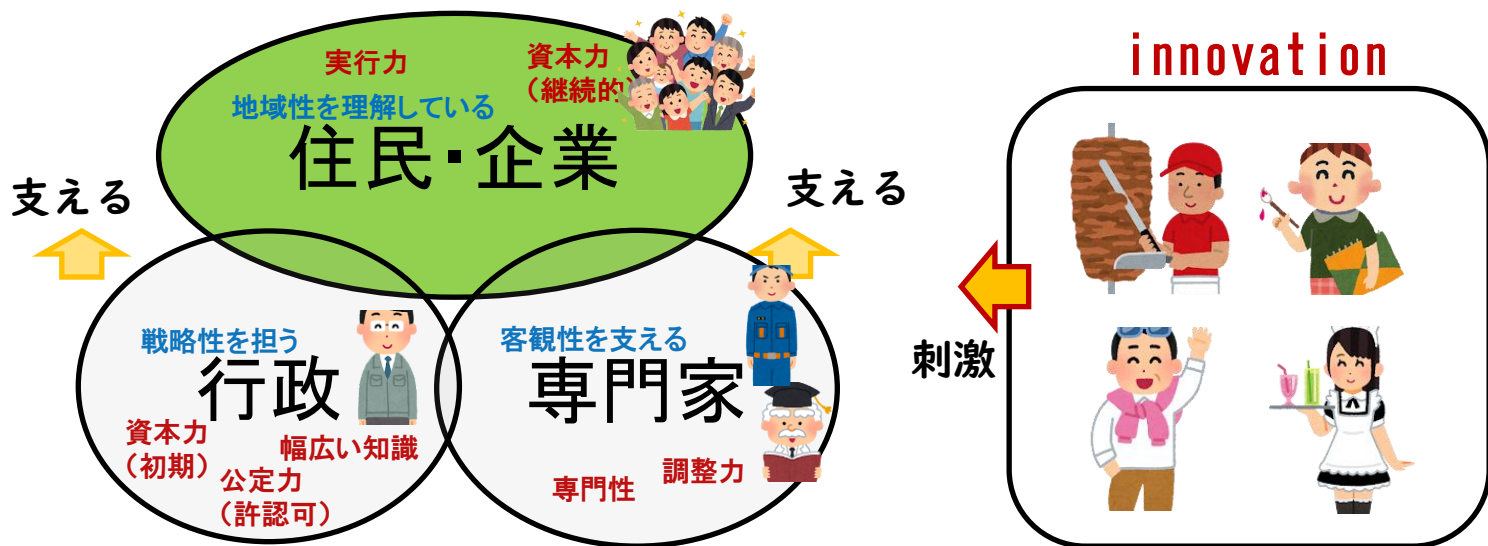 実行力
資本力
（継続的）
地域性を理解している
住民・企業
支える
支える
戦略性を担う
行政
資本力
（初期）
幅広い知識
公定力
（許認可）
客観性を支える
専門家
専門性
調整力
innovation
刺激